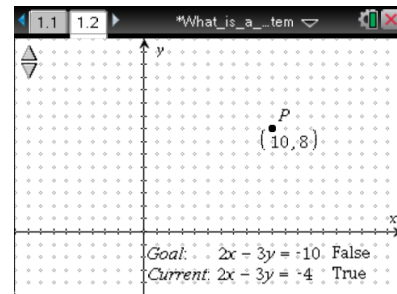 1.1 1.2 *What_is_a_…tem
y
P
(10,8)
x
Goal: 2x − 3y = -10 False
Current: 2x − 3y = -4 True